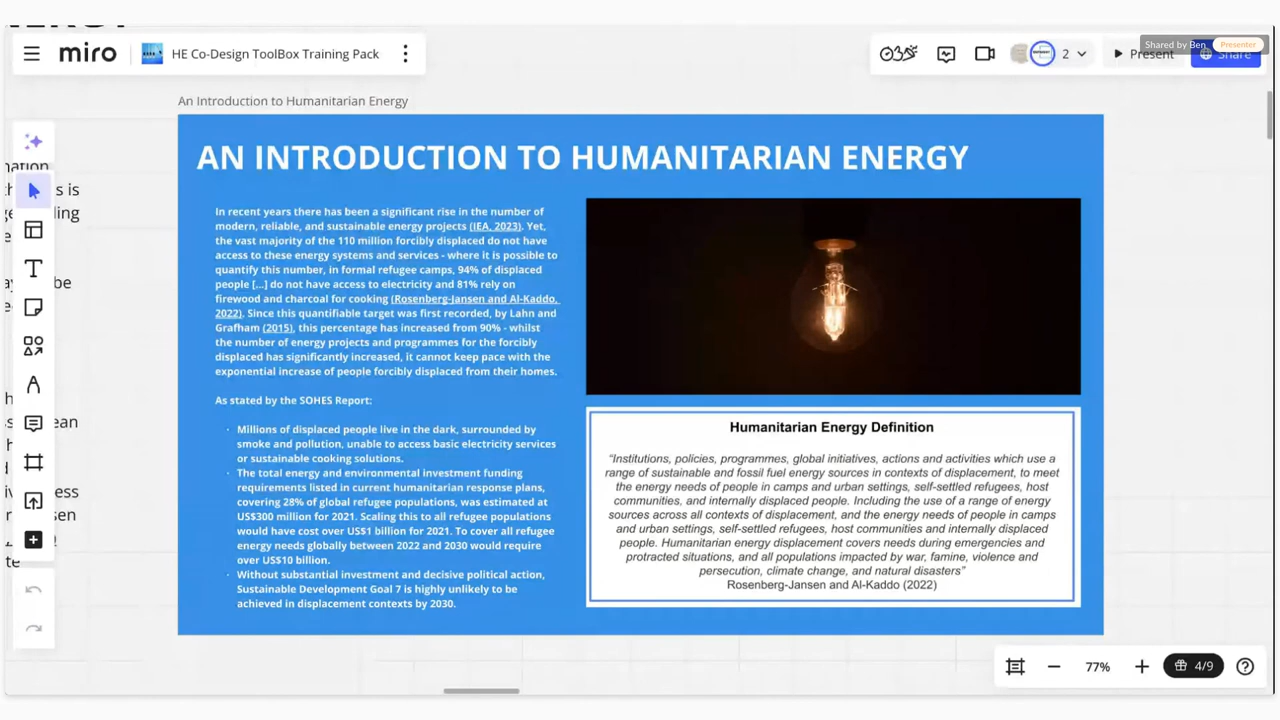 miro
HE Co-Design ToolBox Training Pack
2
Present
Share
Shared by Ben
Presenter
An Introduction to Humanitarian Energy
AN INTRODUCTION TO HUMANITARIAN ENERGY
In recent years there has been a significant rise in the number of
modern, reliable, and sustainable energy projects (IEA, 2023). Yet,
the vast majority of the 110 million forcibly displaced do not have
access to these energy systems and services - where it is possible to
quantify this number, in formal refugee camps, 94% of displaced
people [...] do not have access to electricity and 81% rely on
firewood and charcoal for cooking (Rosenberg-Jansen and Al-Kaddo,
2022). Since this quantifiable target was first recorded, by Lahn and
Grafham (2015), this percentage has increased from 90% - whilst
the number of energy projects and programmes for the forcibly
displaced has significantly increased, it cannot keep pace with the
exponential increase of people forcibly displaced from their homes.
As stated by the SOHES Report:
· Millions of displaced people live in the dark, surrounded by
smoke and pollution, unable to access basic electricity services
or sustainable cooking solutions.
· The total energy and environmental investment funding
requirements listed in current humanitarian response plans,
covering 28% of global refugee populations, was estimated at
US$300 million for 2021. Scaling this to all refugee populations
would have cost over US$1 billion for 2021. To cover all refugee
energy needs globally between 2022 and 2030 would require
over US$10 billion.
· Without substantial investment and decisive political action,
Sustainable Development Goal 7 is highly unlikely to be
achieved in displacement contexts by 2030.
Humanitarian Energy Definition
“Institutions, policies, programmes, global initiatives, actions and activities which use a
range of sustainable and fossil fuel energy sources in contexts of displacement, to meet
the energy needs of people in camps and urban settings, self-settled refugees, host
communities, and internally displaced people. Including the use of a range of energy
sources across all contexts of displacement, and the energy needs of people in camps
and urban settings, self-settled refugees, host communities and internally displaced
people. Humanitarian energy displacement covers needs during emergencies and
protracted situations, and all populations impacted by war, famine, violence and
persecution, climate change, and natural disasters”
Rosenberg-Jansen and Al-Kaddo (2022)
77%
4/9